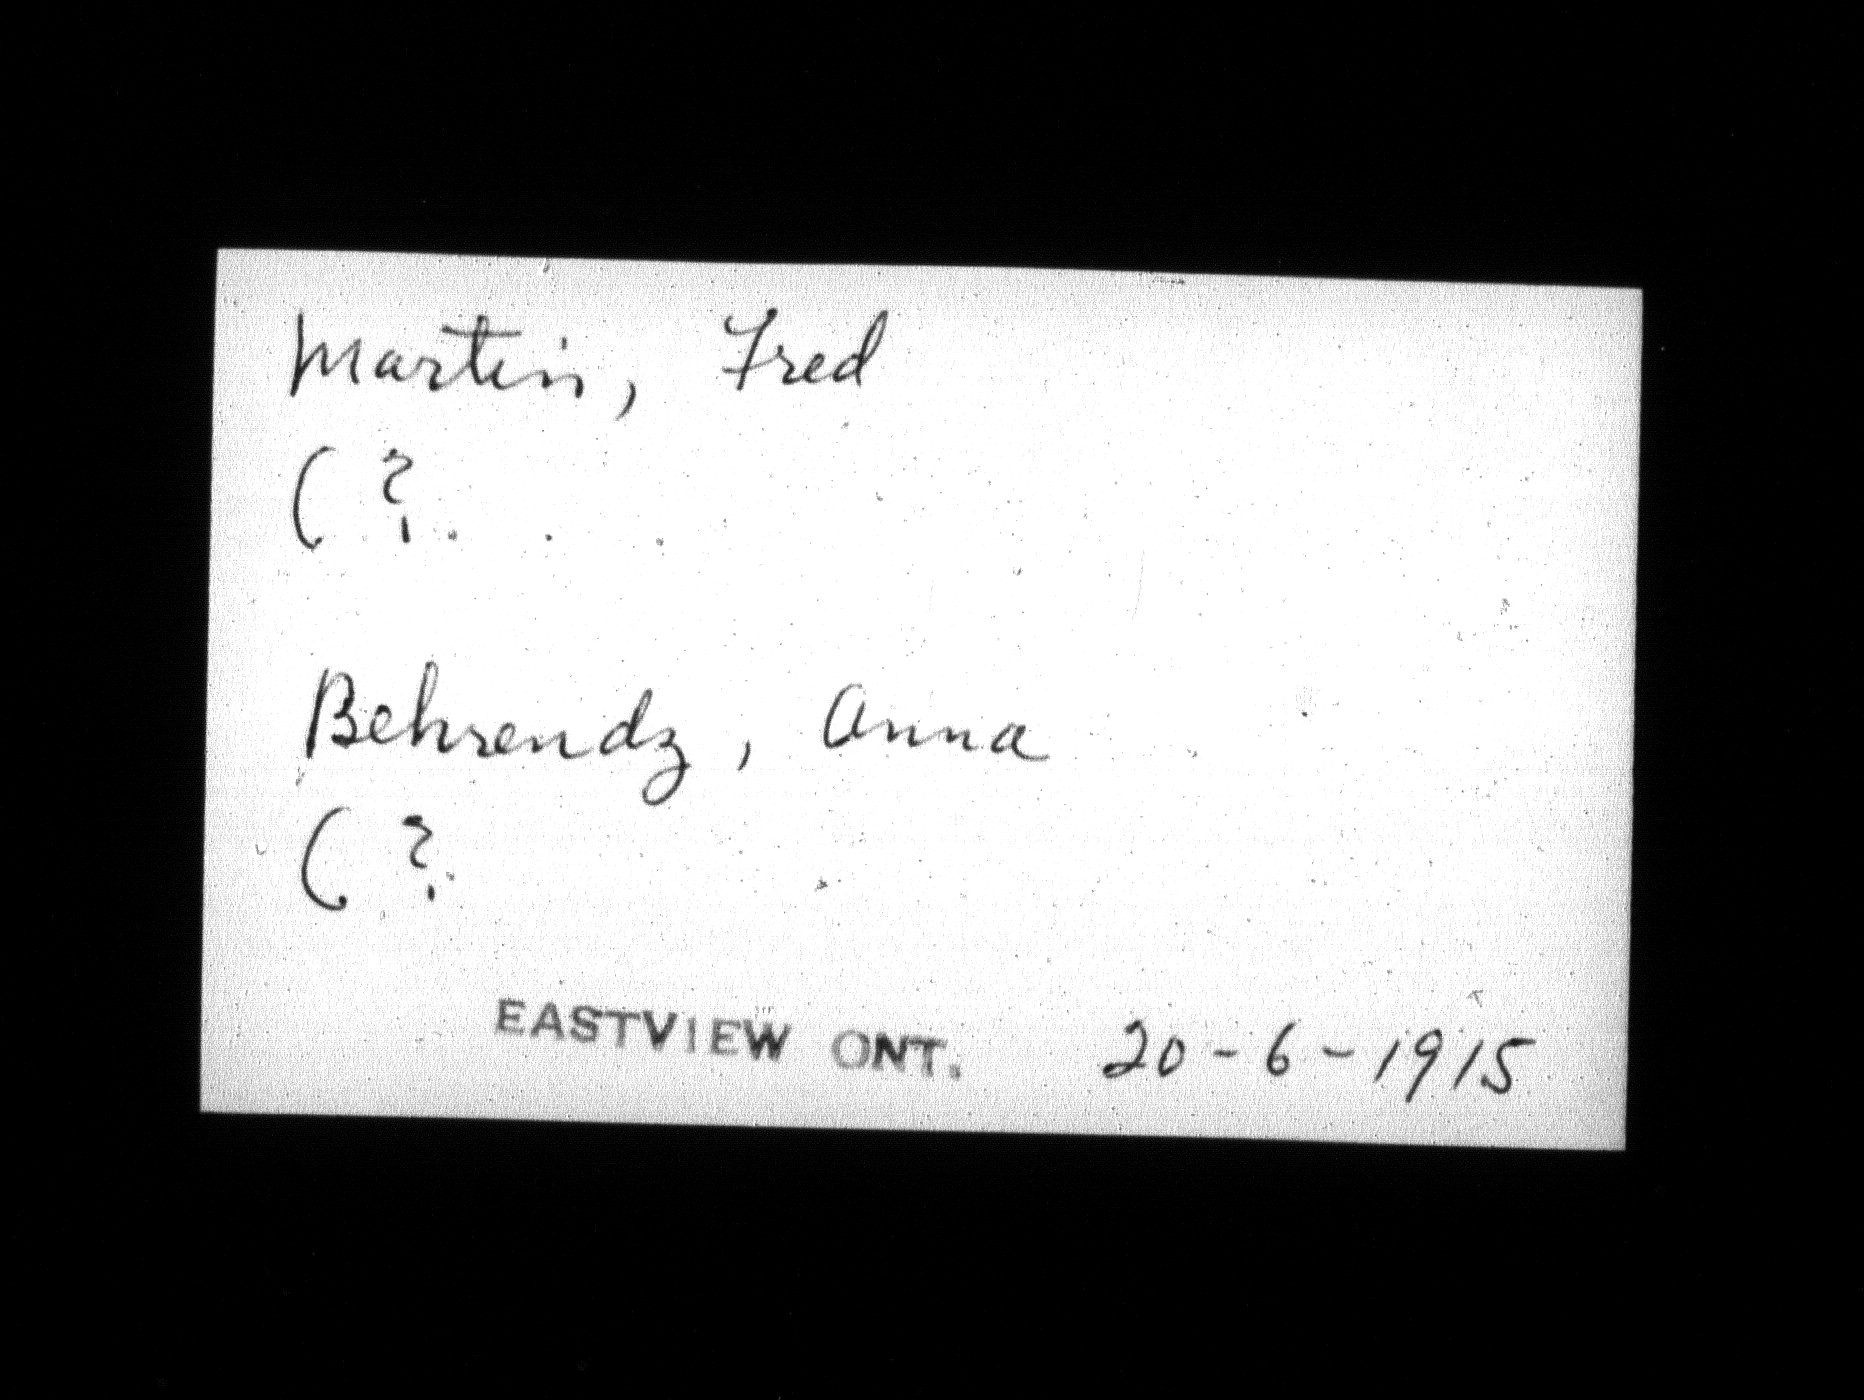 Martin, Fred
( ?
Behrendz, Anna
( ?
EASTVIEW ONT. 20-6-1915